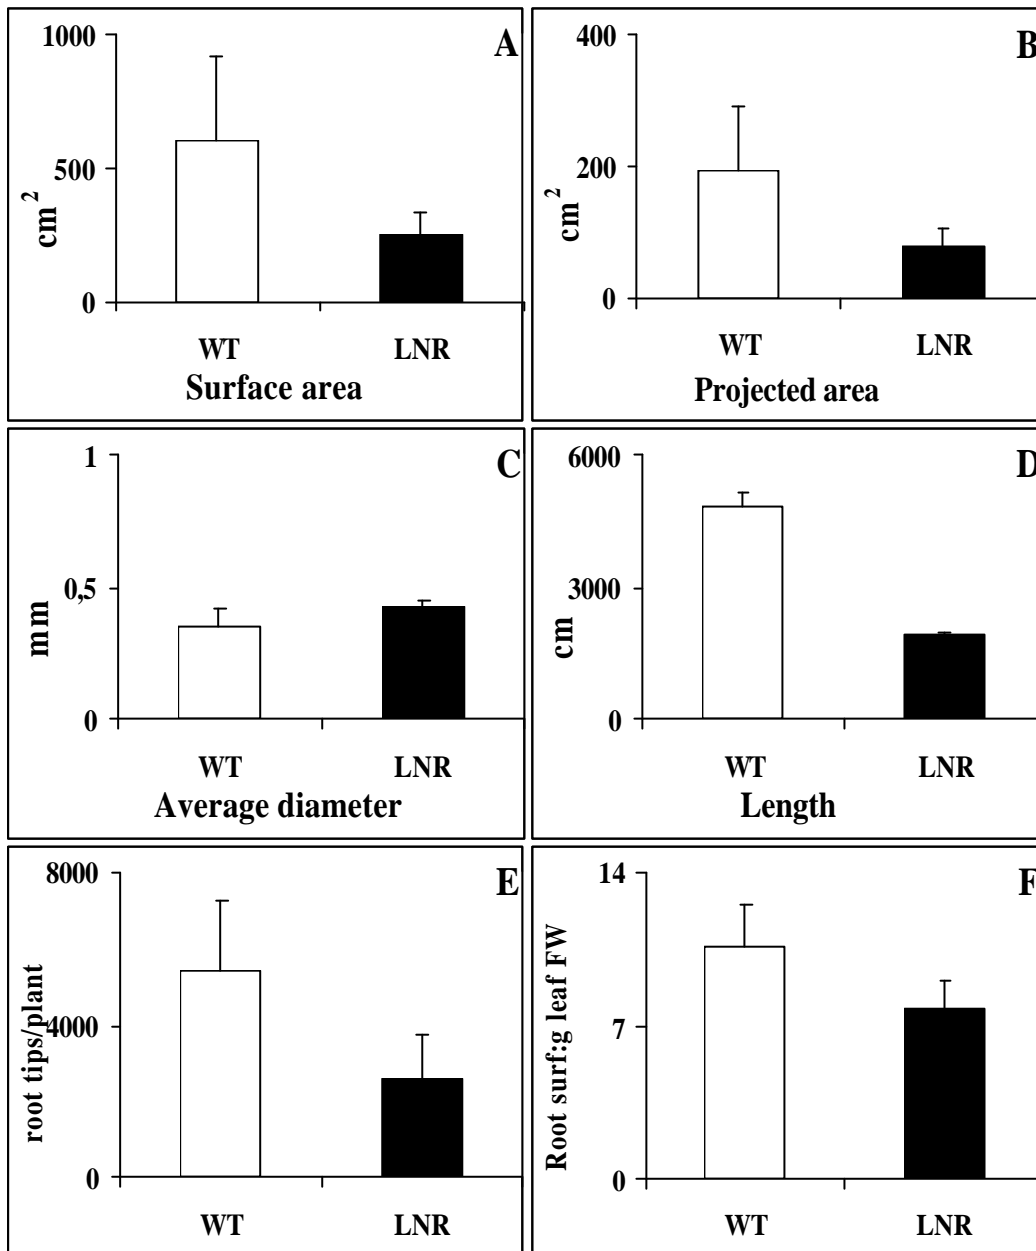 A
1000
500
0
cm²
WT LNR
Surface area
B
400
200
0
cm²
WT LNR
Projected area
C
1
0,5
0
mm
WT LNR
Average diameter
D
6000
3000
0
cm
WT LNR
Length
E
8000
4000
0
root tips/plant
WT LNR
F
14
7
0
Root surf:g leaf FW
WT LNR